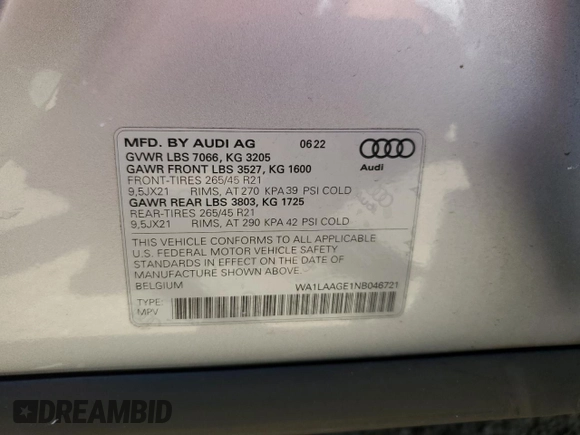 MFD. BY AUDI AG 0622
GVWR LBS 7066, KG 3205
GAWR FRONT LBS 3527, KG 1600
FRONT-TIRES 265/45 R21
9,5JX21 RIMS, AT 270 KPA 39 PSI COLD
GAWR REAR LBS 3803, KG 1725
REAR-TIRES 265/45 R21
9,5JX21 RIMS, AT 290 KPA 42 PSI COLD
Audi
THIS VEHICLE CONFORMS TO ALL APPLICABLE
U.S. FEDERAL MOTOR VEHICLE SAFETY
STANDARDS IN EFFECT ON THE DATE OF
MANUFACTURE SHOWN ABOVE.
BELGIUM WA1LAAGE1NB046721
TYPE:
MPV
DREAMBID